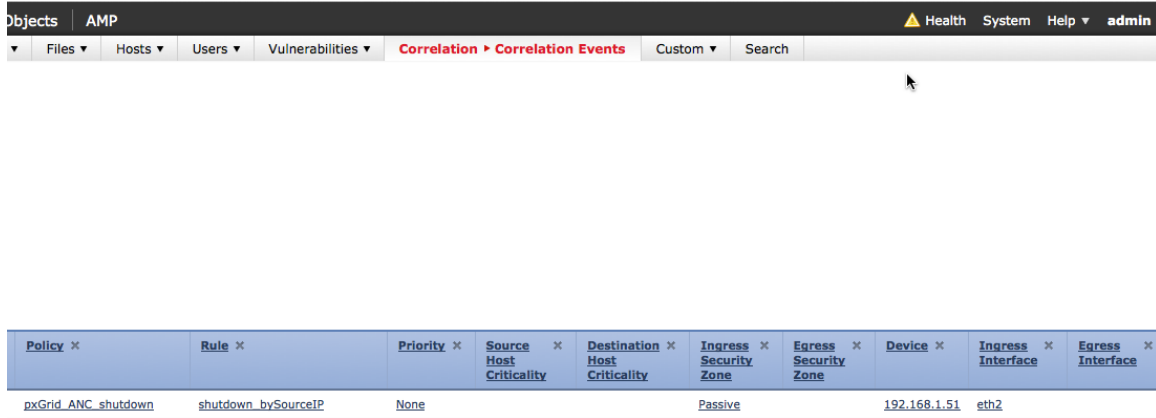 Objects AMP Health System Help ▼ admin
▼ Files ▼ Hosts ▼ Users ▼ Vulnerabilities ▼ Correlation ▸ Correlation Events Custom ▼ Search
Policy × Rule × Priority × Source × Destination × Ingress × Egress × Device × Ingress × Egress ×
Host Host Security Security Interface Interface
Criticality Criticality Zone Zone
pxGrid_ANC_shutdown shutdown_bySourceIP None Passive 192.168.1.51 eth2